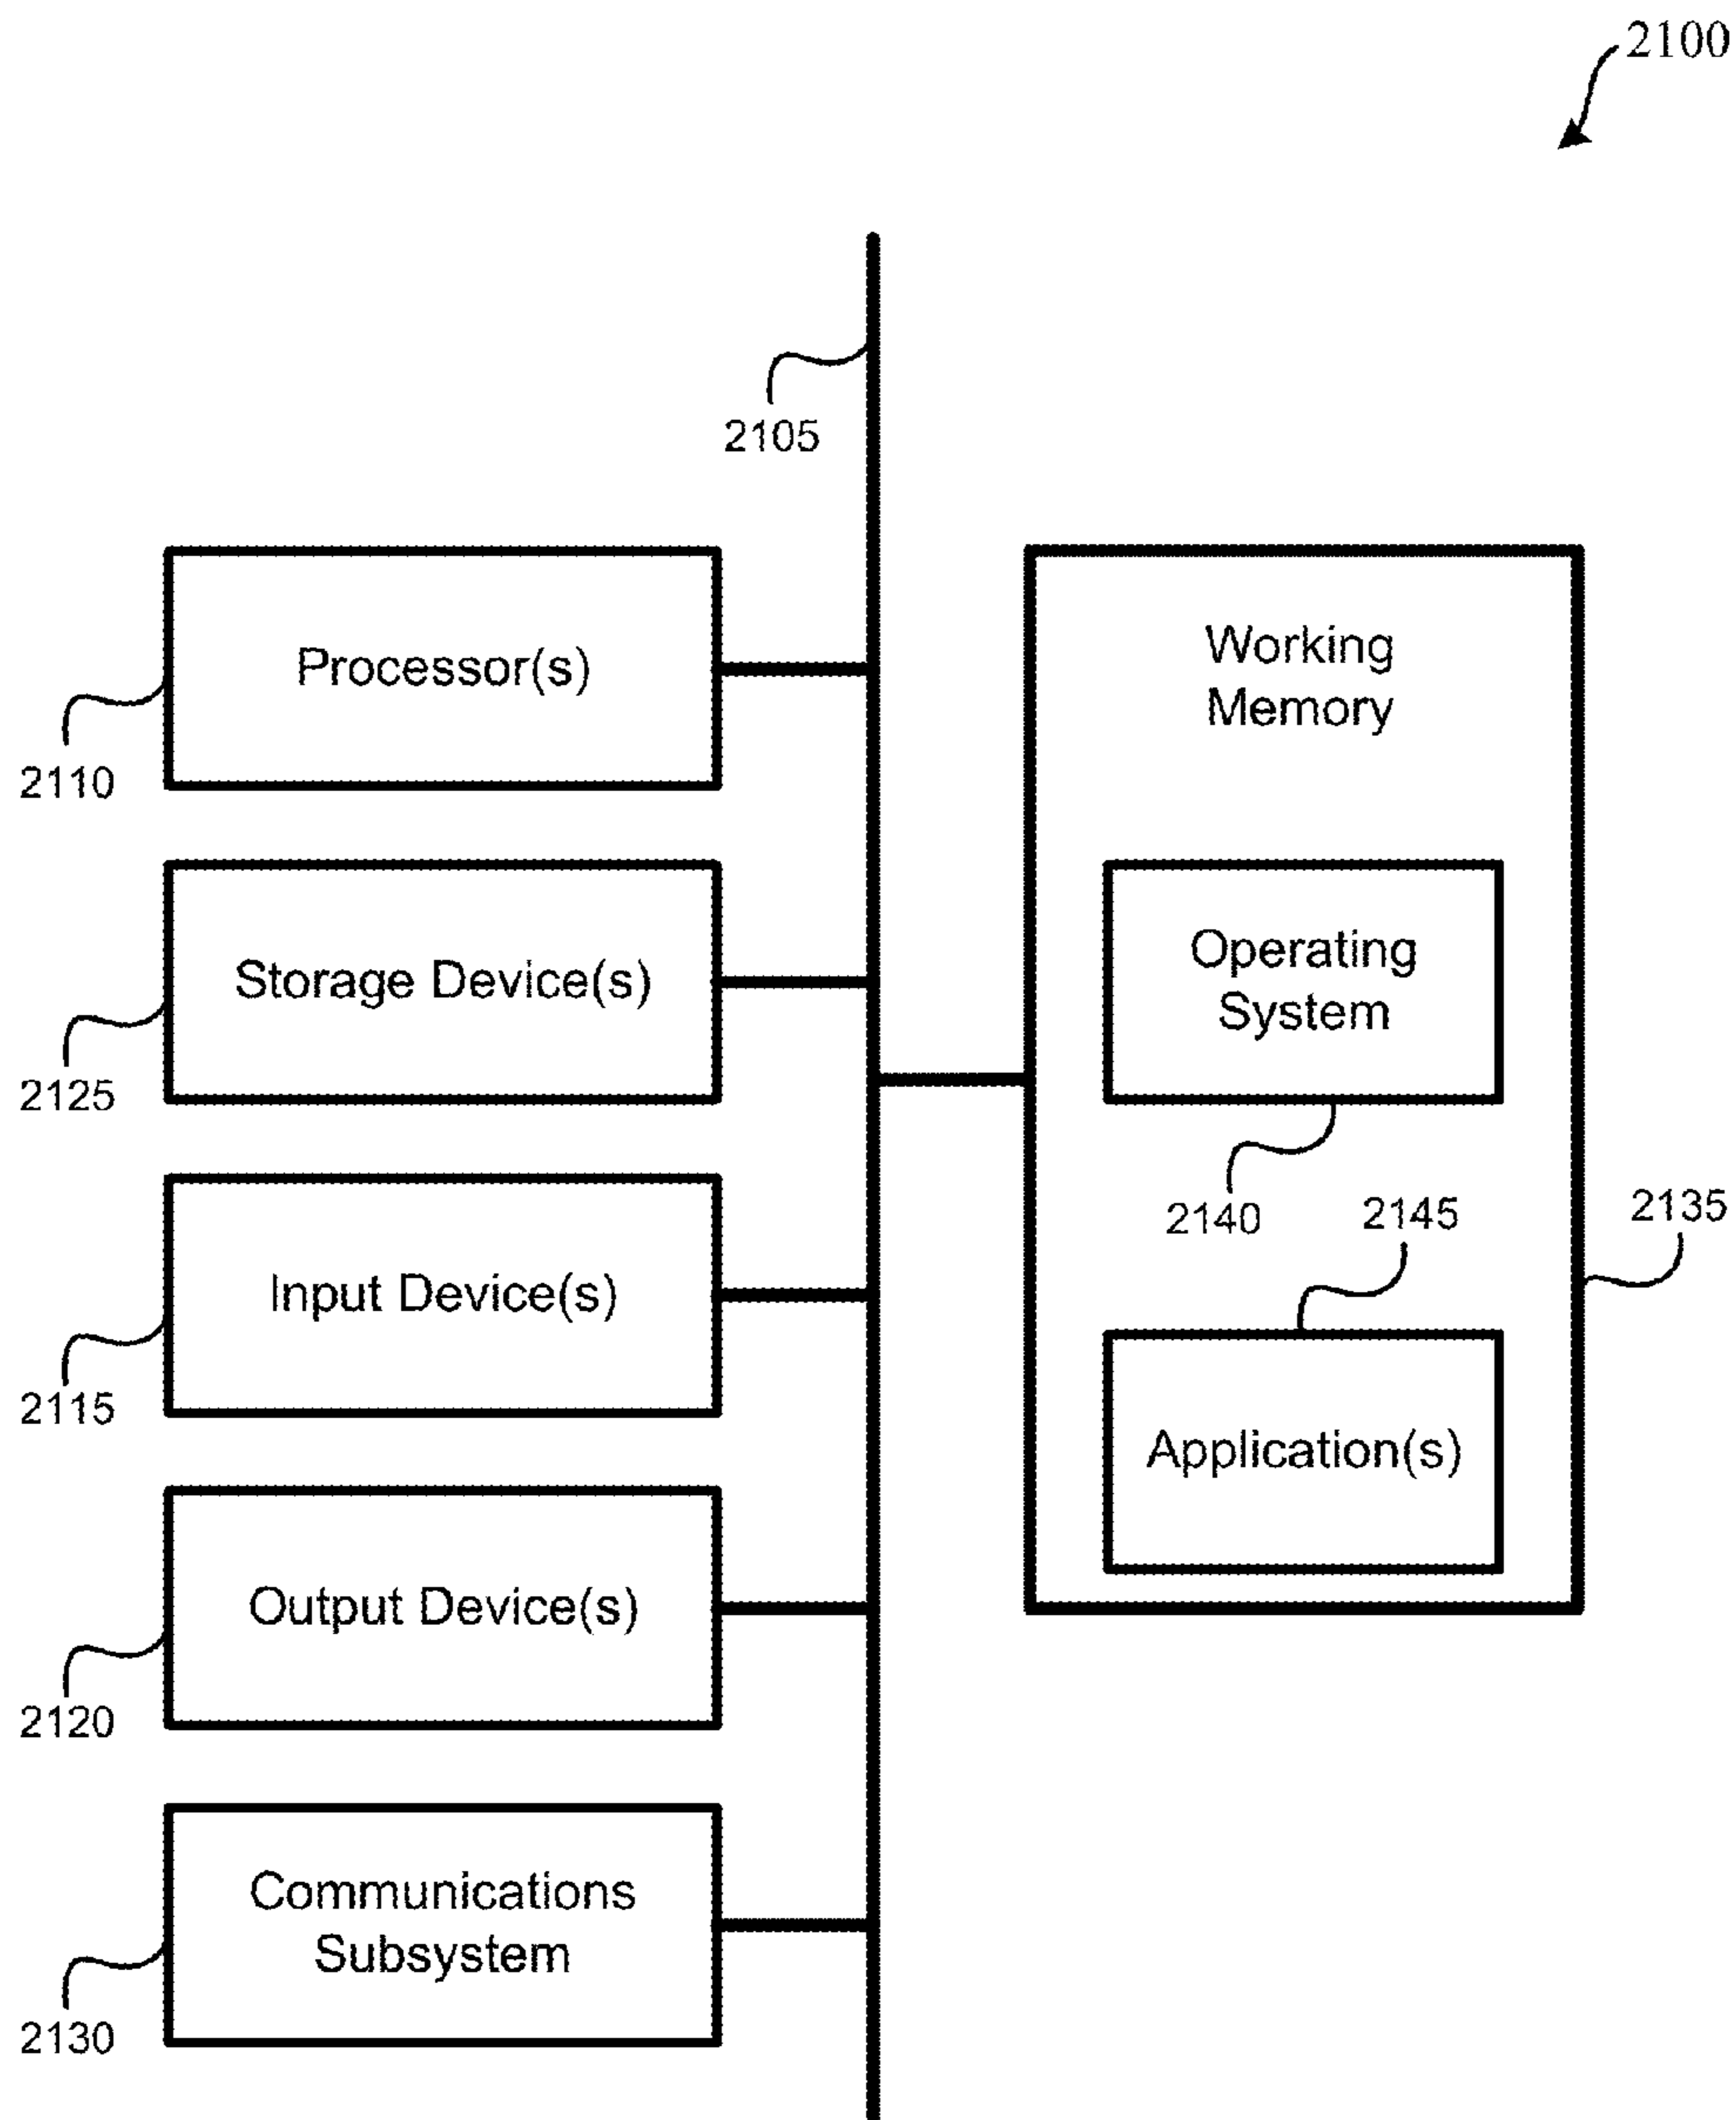 2100
2105
Processor(s)
2110
Storage Device(s)
2125
Input Device(s)
2115
Output Device(s)
2120
Communications
Subsystem
2130
Working
Memory
Operating
System
2140
2145
2135
Application(s)